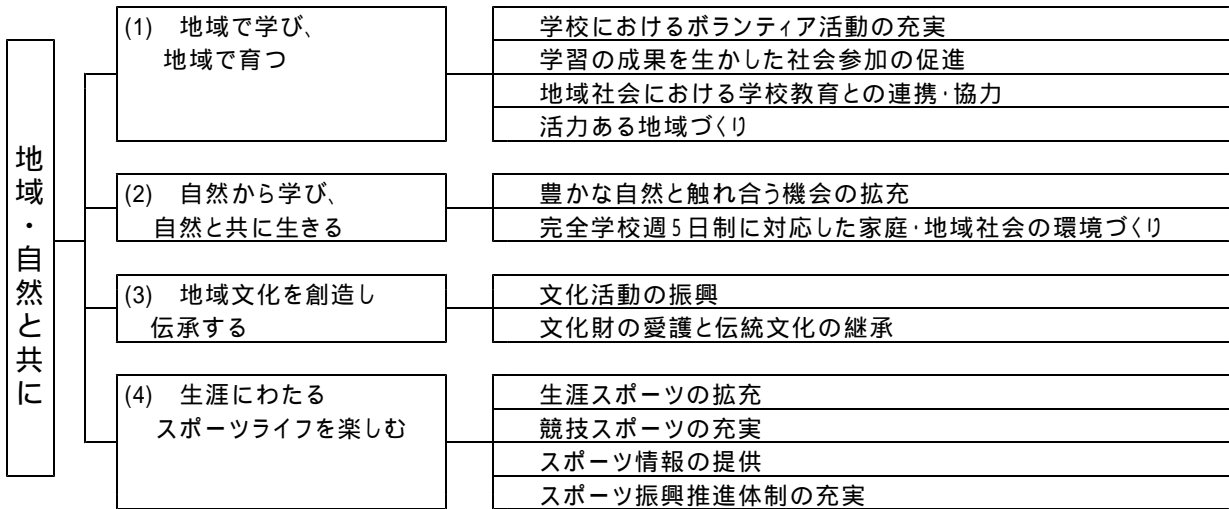 地域・自然と共に
(1) 地域で学び、
地域で育つ
学校におけるボランティア活動の充実
学習の成果を生かした社会参加の促進
地域社会における学校教育との連携・協力
活力ある地域づくり
(2) 自然から学び、
自然と共に生きる
豊かな自然と触れ合う機会の拡充
完全学校週5日制に対応した家庭・地域社会の環境づくり
(3) 地域文化を創造し
伝承する
文化活動の振興
文化財の愛護と伝統文化の継承
(4) 生涯にわたる
スポーツライフを楽しむ
生涯スポーツの拡充
競技スポーツの充実
スポーツ情報の提供
スポーツ振興推進体制の充実